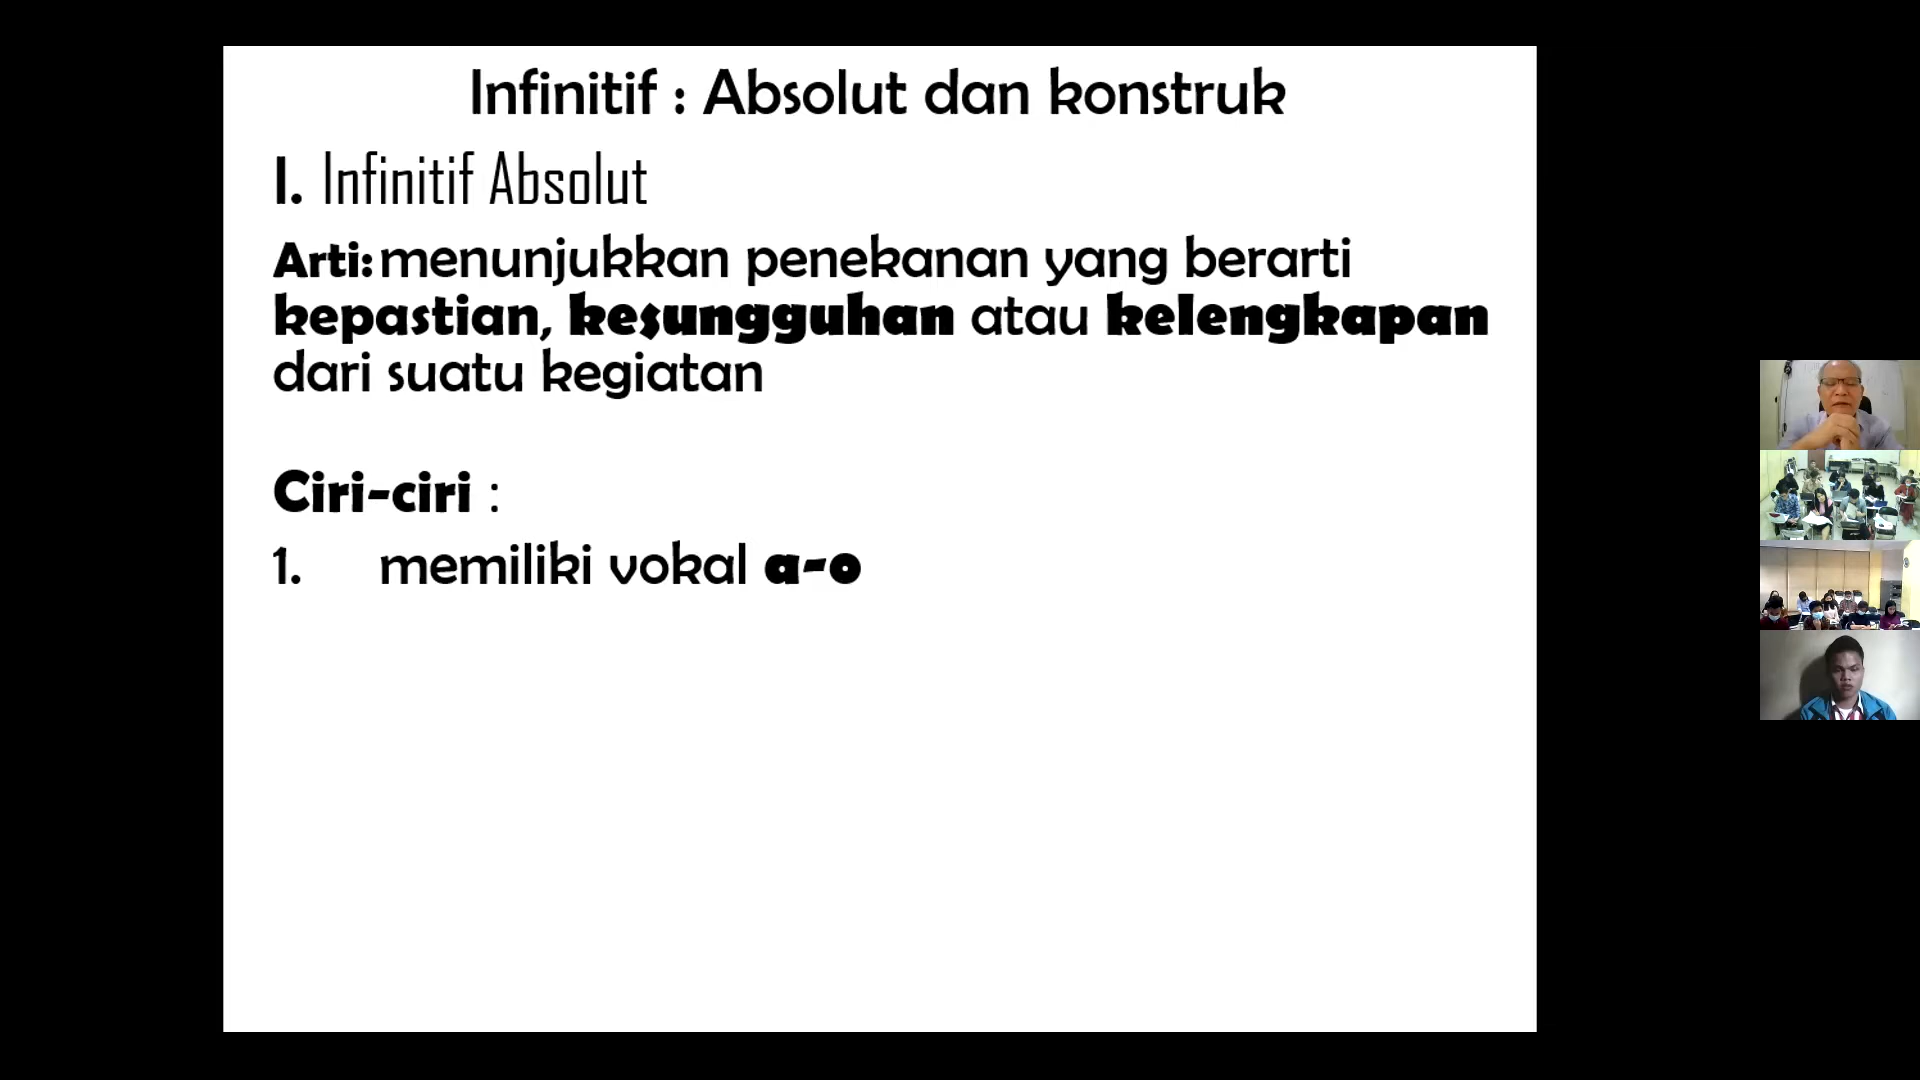 Infinitif : Absolut dan konstruk
I. Infinitif Absolut
Arti: menunjukkan penekanan yang berarti
kepastian, kesungguhan atau kelengkapan
dari suatu kegiatan
Ciri-ciri :
1. memiliki vokal a-o